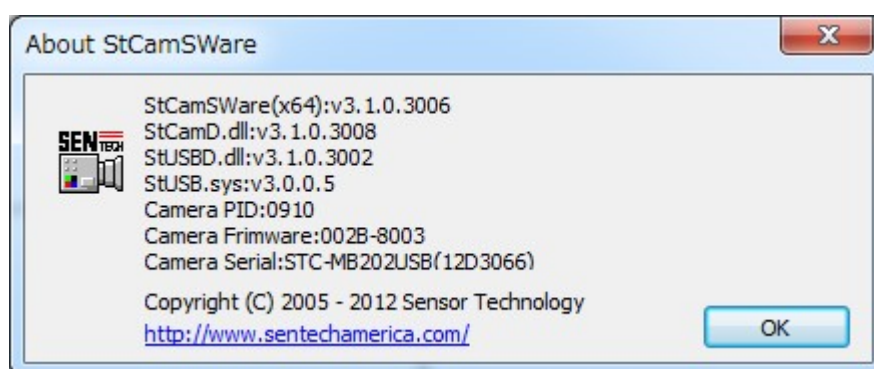 About StCamSWare
StCamSWare(x64):v3.1.0.3006
SENTECH
StCamD.dll:v3.1.0.3008
StUSBD.dll:v3.1.0.3002
StUSB.sys:v3.0.0.5
Camera PID:0910
Camera Frimware:002B-8003
Camera Serial:STC-MB202USB(12D3066)
Copyright (C) 2005 - 2012 Sensor Technology
http://www.sentechamerica.com/
OK